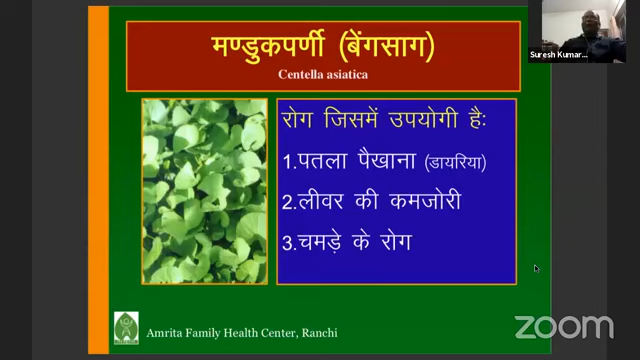 मण्डुकपर्णी (बेंगसाग)
Centella asiatica
Suresh Kumar...
रोग जिसमें उपयोगी है:
1.पतला पैखाना (डायरिया)
2.लीवर की कमजोरी
3.चमड़े के रोग
Amrita Family Health Center, Ranchi
zoom